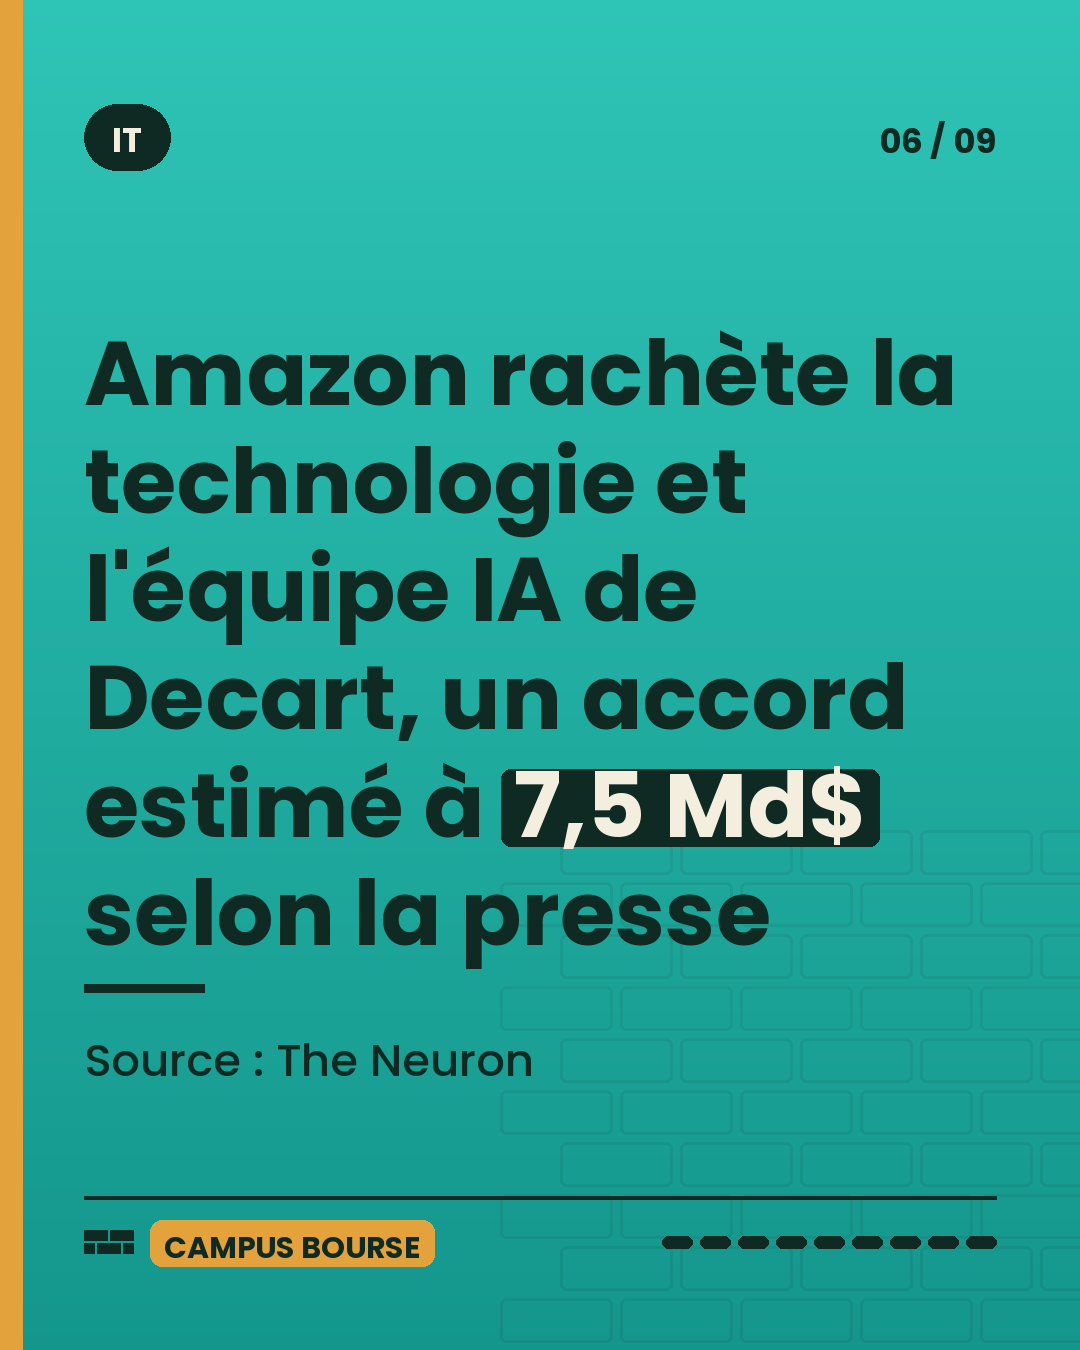 IT
06 / 09
Amazon rachète la
technologie et
l'équipe IA de
Decart, un accord
estimé à 7,5 Md$
selon la presse
Source : The Neuron
CAMPUS BOURSE